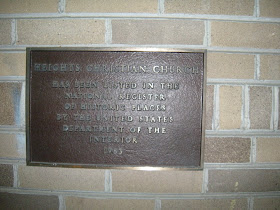 HEIGHTS CHRISTIAN CHURCH
HAS BEEN LISTED IN THE
NATIONAL REGISTER
OF HISTORIC PLACES
BY THE UNITED STATES
DEPARTMENT OF THE
INTERIOR